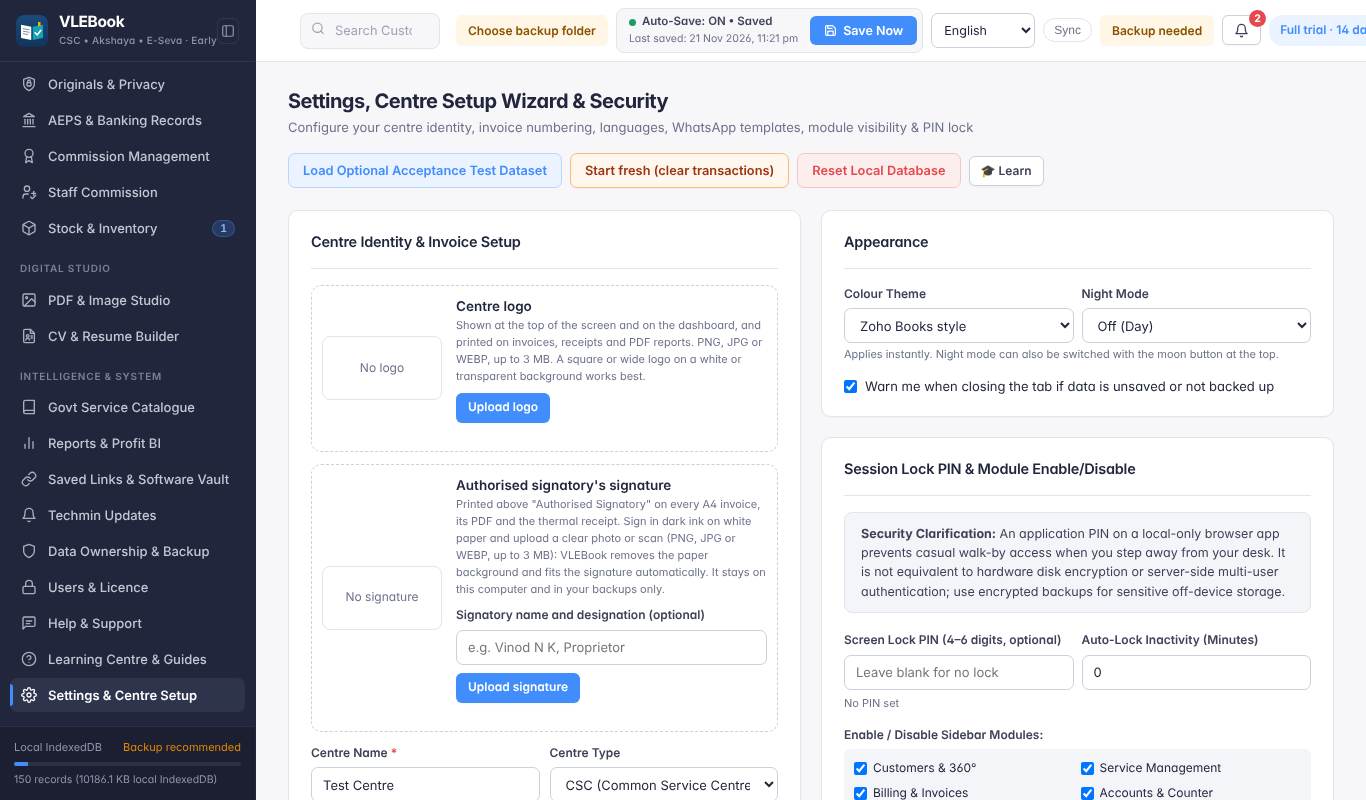 VLEBook
CSC • Akshaya • E-Seva · Early
Originals & Privacy
AEPS & Banking Records
Commission Management
Staff Commission
Stock & Inventory
1
DIGITAL STUDIO
PDF & Image Studio
CV & Resume Builder
INTELLIGENCE & SYSTEM
Govt Service Catalogue
Reports & Profit BI
Saved Links & Software Vault
Techmin Updates
Data Ownership & Backup
Users & Licence
Help & Support
Learning Centre & Guides
Settings & Centre Setup
Local IndexedDB
Backup recommended
150 records (10186.1 KB local IndexedDB)
Search Custo
Choose backup folder
Auto-Save: ON • Saved
Last saved: 21 Nov 2026, 11:21 pm
Save Now
English
Sync
Backup needed
2
Full trial · 14 da
Settings, Centre Setup Wizard & Security
Configure your centre identity, invoice numbering, languages, WhatsApp templates, module visibility & PIN lock
Load Optional Acceptance Test Dataset
Start fresh (clear transactions)
Reset Local Database
🎓 Learn
Centre Identity & Invoice Setup
No logo
Centre logo
Shown at the top of the screen and on the dashboard, and
printed on invoices, receipts and PDF reports. PNG, JPG or
WEBP, up to 3 MB. A square or wide logo on a white or
transparent background works best.
Upload logo
No signature
Authorised signatory's signature
Printed above "Authorised Signatory" on every A4 invoice,
its PDF and the thermal receipt. Sign in dark ink on white
paper and upload a clear photo or scan (PNG, JPG or
WEBP, up to 3 MB): VLEBook removes the paper
background and fits the signature automatically. It stays on
this computer and in your backups only.
Signatory name and designation (optional)
e.g. Vinod N K, Proprietor
Upload signature
Centre Name *
Test Centre
Centre Type
CSC (Common Service Centre
Appearance
Colour Theme
Zoho Books style
Night Mode
Off (Day)
Applies instantly. Night mode can also be switched with the moon button at the top.
Warn me when closing the tab if data is unsaved or not backed up
Session Lock PIN & Module Enable/Disable
Security Clarification: An application PIN on a local-only browser app
prevents casual walk-by access when you step away from your desk. It
is not equivalent to hardware disk encryption or server-side multi-user
authentication; use encrypted backups for sensitive off-device storage.
Screen Lock PIN (4–6 digits, optional)
Leave blank for no lock
No PIN set
Auto-Lock Inactivity (Minutes)
0
Enable / Disable Sidebar Modules:
Customers & 360°
Service Management
Billing & Invoices
Accounts & Counter